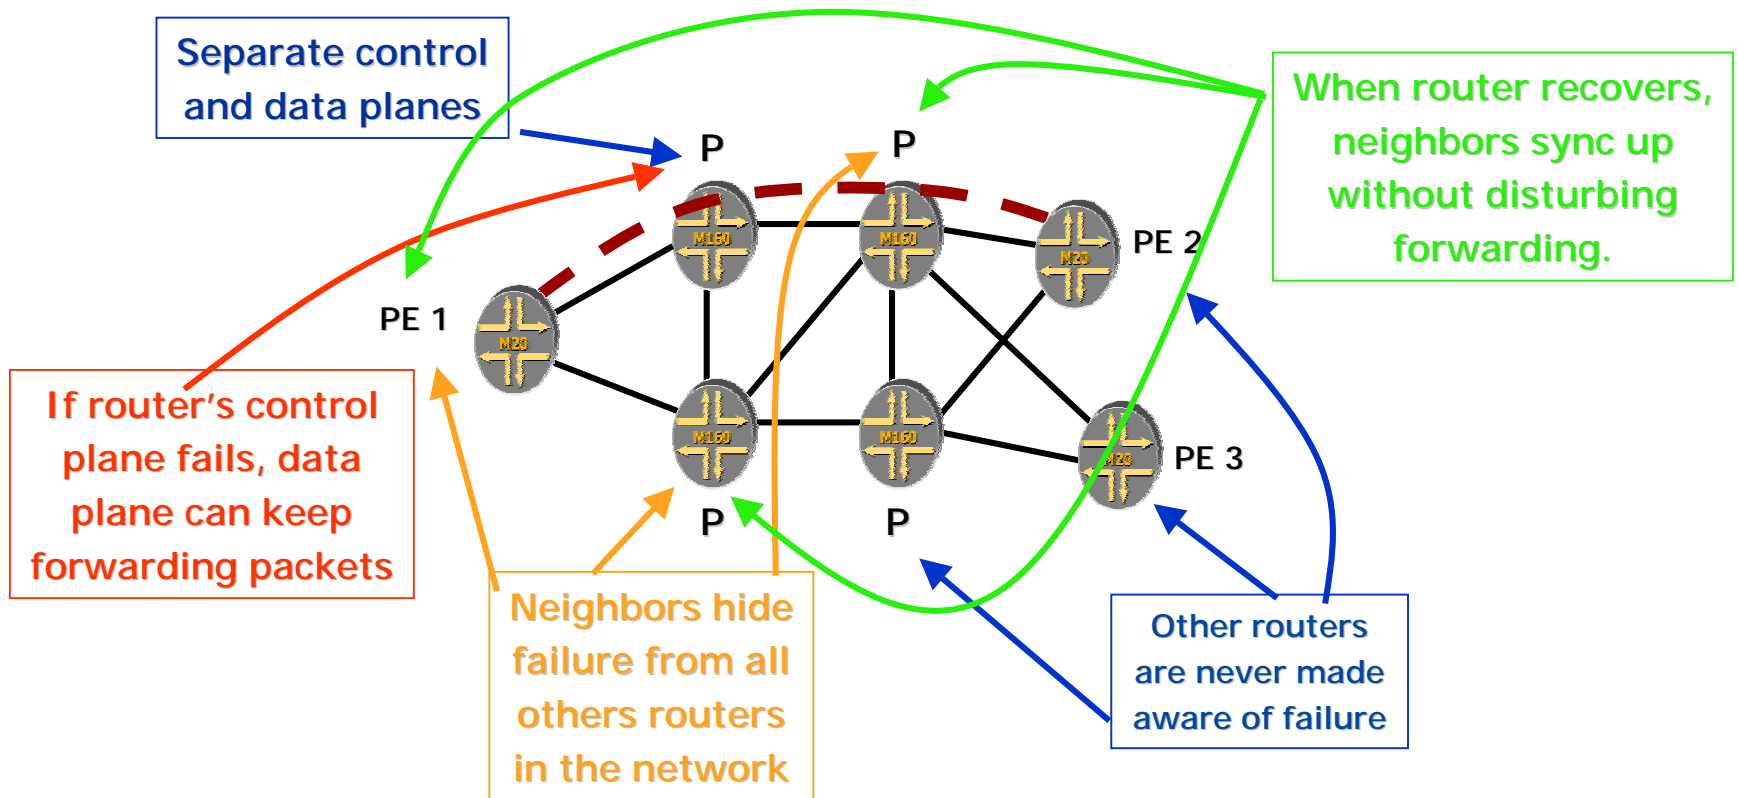 Separate control
and data planes
When router recovers,
neighbors sync up
without disturbing
forwarding.
P
P
M160
M160
PE 2
M20
PE 1
M20
If router's control
plane fails, data
plane can keep
forwarding packets
M160
M160
M20
PE 3
P
P
Neighbors hide
failure from all
others routers
in the network
Other routers
are never made
aware of failure